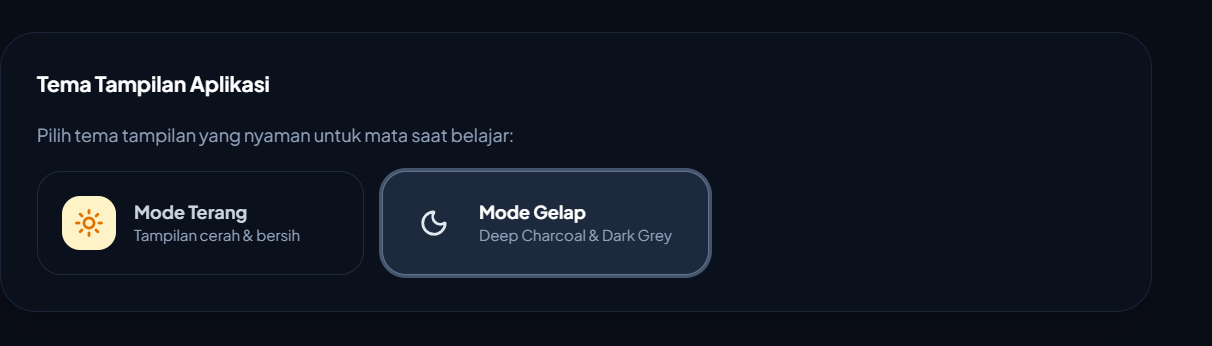 Tema Tampilan Aplikasi
Pilih tema tampilan yang nyaman untuk mata saat belajar:
Mode Terang
Tampilan cerah & bersih
Mode Gelap
Deep Charcoal & Dark Grey